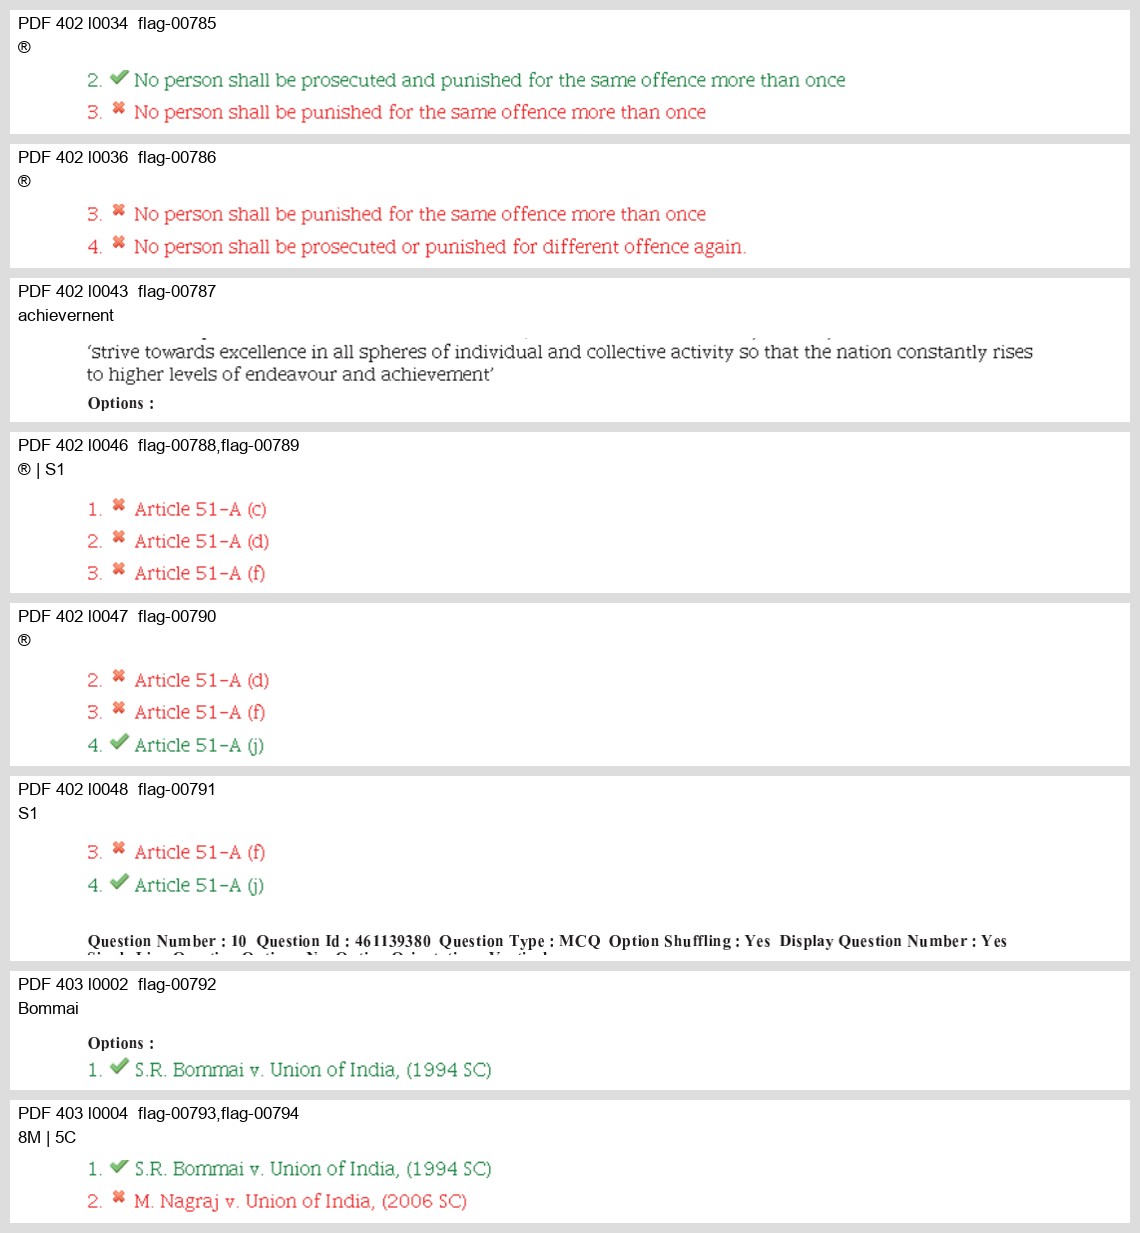 PDF 402 l0034  flag-00785
®
2. ✔ No person shall be prosecuted and punished for the same offence more than once
3. ✖ No person shall be punished for the same offence more than once
PDF 402 l0036  flag-00786
®
3. ✖ No person shall be punished for the same offence more than once
4. ✖ No person shall be prosecuted or punished for different offence again.
PDF 402 l0043  flag-00787
achievernent
‘strive towards excellence in all spheres of individual and collective activity so that the nation constantly rises
to higher levels of endeavour and achievement’
Options :
PDF 402 l0046  flag-00788,flag-00789
® | S1
1. ✖ Article 51-A (c)
2. ✖ Article 51-A (d)
3. ✖ Article 51-A (f)
PDF 402 l0047  flag-00790
®
2. ✖ Article 51-A (d)
3. ✖ Article 51-A (f)
4. ✔ Article 51-A (j)
PDF 402 l0048  flag-00791
S1
3. ✖ Article 51-A (f)
4. ✔ Article 51-A (j)
Question Number : 10  Question Id : 461139380  Question Type : MCQ  Option Shuffling : Yes  Display Question Number : Yes
PDF 403 l0002  flag-00792
Bommai
Options :
1. ✔ S.R. Bommai v. Union of India, (1994 SC)
PDF 403 l0004  flag-00793,flag-00794
8M | 5C
1. ✔ S.R. Bommai v. Union of India, (1994 SC)
2. ✖ M. Nagraj v. Union of India, (2006 SC)